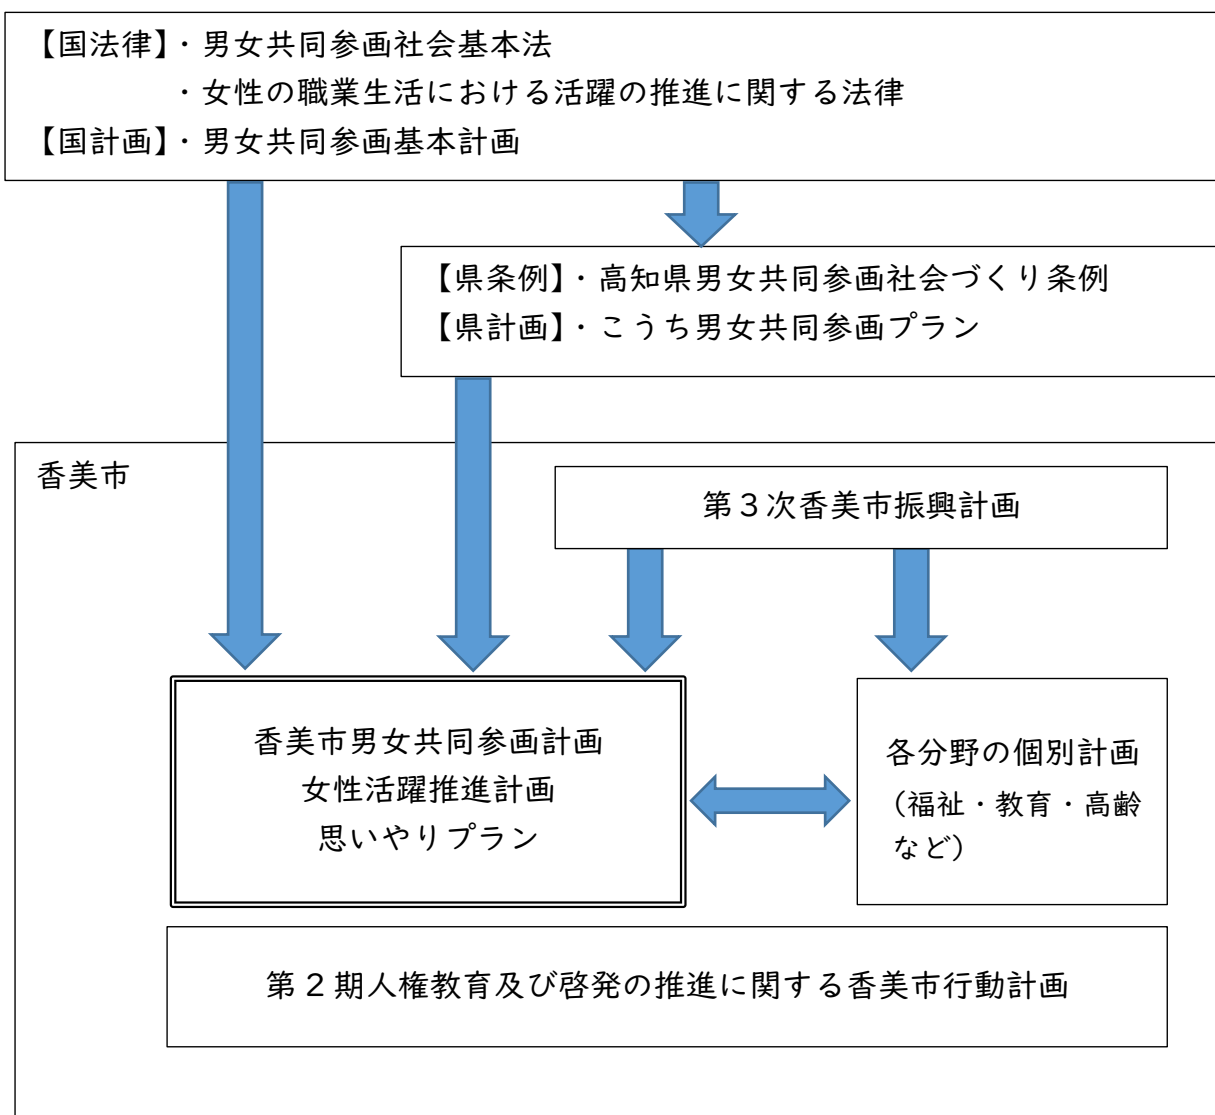 【国法律】・男女共同参画社会基本法
・女性の職業生活における活躍の推進に関する法律
【国計画】・男女共同参画基本計画
【県条例】・高知県男女共同参画社会づくり条例
【県計画】・こうち男女共同参画プラン
香美市
第3次香美市振興計画
香美市男女共同参画計画
女性活躍推進計画
思いやりプラン
各分野の個別計画
（福祉・教育・高齢
など）
第2期人権教育及び啓発の推進に関する香美市行動計画